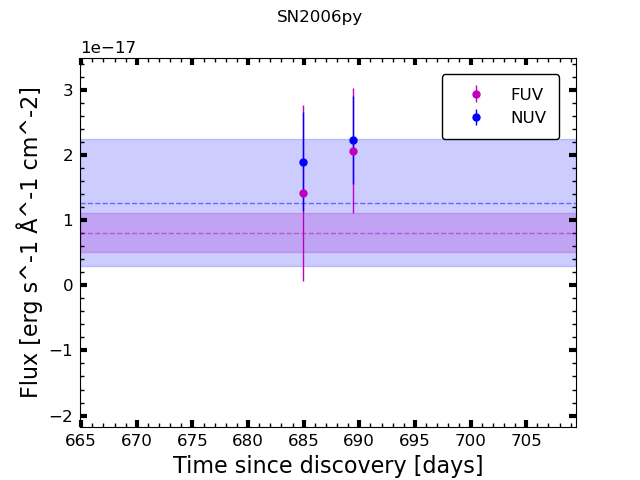 SN2006py
1e−17
3
2
1
0
−1
−2
Flux [erg s^-1 Å^-1 cm^-2]
FUV
NUV
665 670 675 680 685 690 695 700 705
Time since discovery [days]